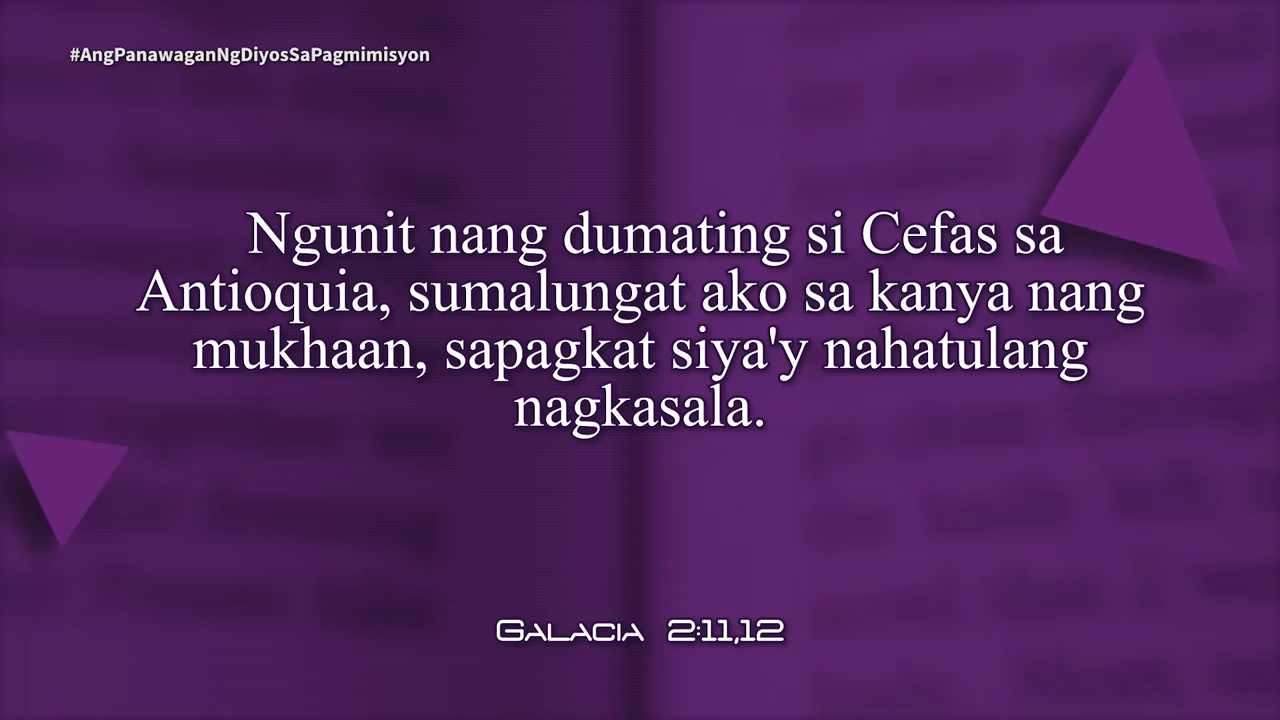 #AngPanawaganNgDiyosSaPagmimisyon
Ngunit nang dumating si Cefas sa
Antioquia, sumalungat ako sa kanya nang
mukhaan, sapagkat siya'y nahatulang
nagkasala.
Galacia 2:11,12